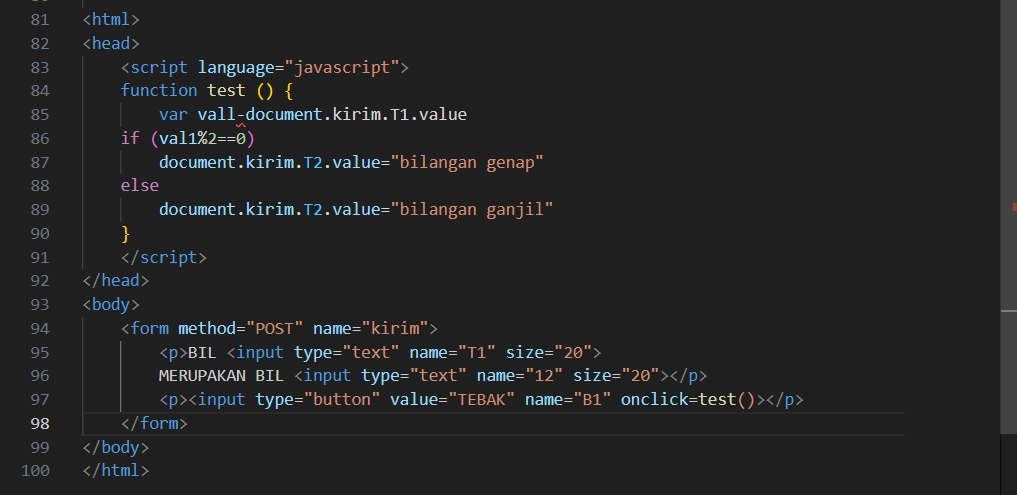 81 <html>
82 <head>
83 <script language="javascript">
84 function test () {
85 var vall-document.kirim.T1.value
86 if (val1%2==0)
87 document.kirim.T2.value="bilangan genap"
88 else
89 document.kirim.T2.value="bilangan ganjil"
90 }
91 </script>
92 </head>
93 <body>
94 <form method="POST" name="kirim">
95 <p>BIL <input type="text" name="T1" size="20">
96 MERUPAKAN BIL <input type="text" name="12" size="20"></p>
97 <p><input type="button" value="TEBAK" name="B1" onclick=test()></p>
98 </form>
99 </body>
100 </html>